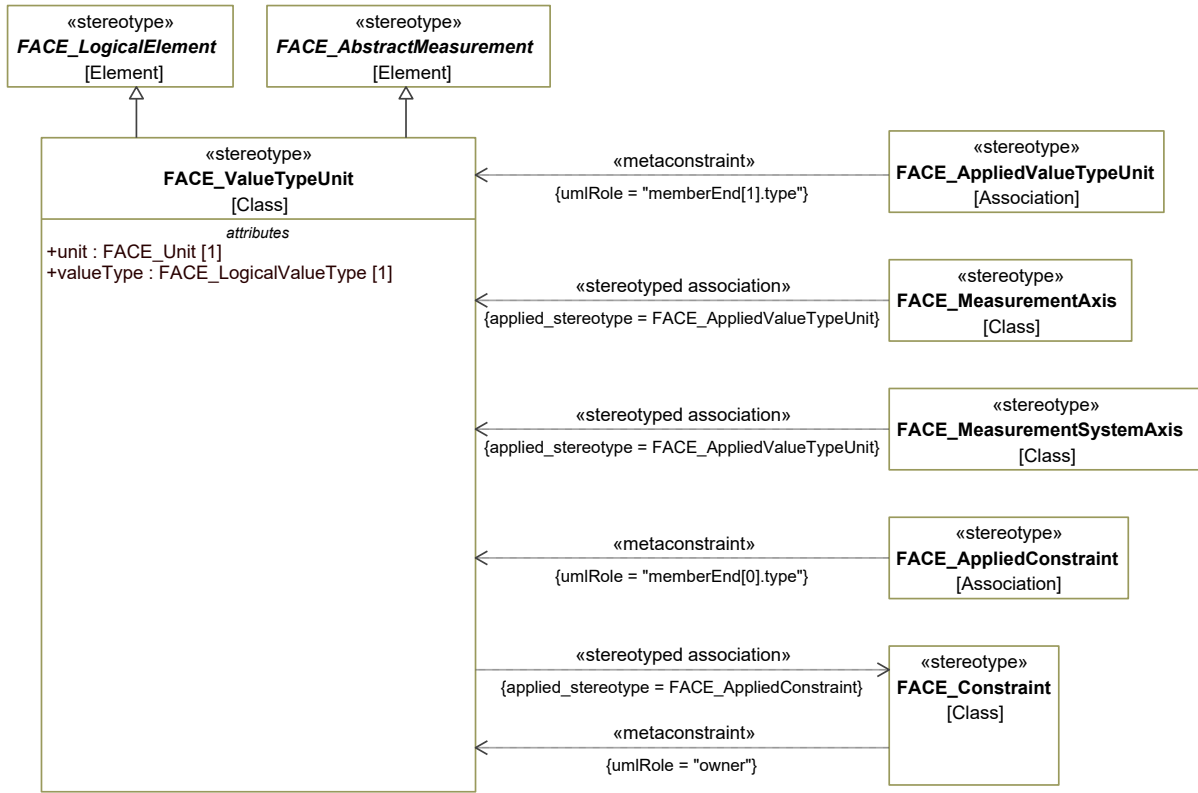 «stereotype»
FACE_LogicalElement
[Element]
«stereotype»
FACE_AbstractMeasurement
[Element]
«stereotype»
FACE_ValueTypeUnit
[Class]
attributes
+unit : FACE_Unit [1]
+valueType : FACE_LogicalValueType [1]
«metaconstraint»
{umlRole = "memberEnd[1].type"}
«stereotype»
FACE_AppliedValueTypeUnit
[Association]
«stereotyped association»
{applied_stereotype = FACE_AppliedValueTypeUnit}
«stereotype»
FACE_MeasurementAxis
[Class]
«stereotyped association»
{applied_stereotype = FACE_AppliedValueTypeUnit}
«stereotype»
FACE_MeasurementSystemAxis
[Class]
«metaconstraint»
{umlRole = "memberEnd[0].type"}
«stereotype»
FACE_AppliedConstraint
[Association]
«stereotyped association»
{applied_stereotype = FACE_AppliedConstraint}
«stereotype»
FACE_Constraint
[Class]
«metaconstraint»
{umlRole = "owner"}